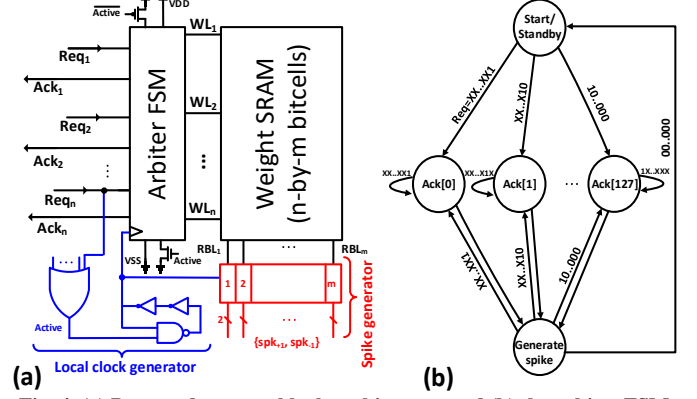 Active
VDD
Req1
Ack1
Req2
Ack2
Reqn
Ackn
Arbiter FSM
WL1
WL2
WLn
Weight SRAM
(n-by-m bitcells)
VSS
Active
RBL1
RBLm
1 2 m
2
{spk+1, spk-1}
Spike generator
Active
Local clock generator
(a)
Start/
Standby
Req=XX..XX1
XX..X10
10..000
00..000
XX..XX1
Ack[0]
XX..X1X
Ack[1]
Ack[127]
1X..XXX
XX..XX1
XX..X10
10..000
Generate
spike
(b)